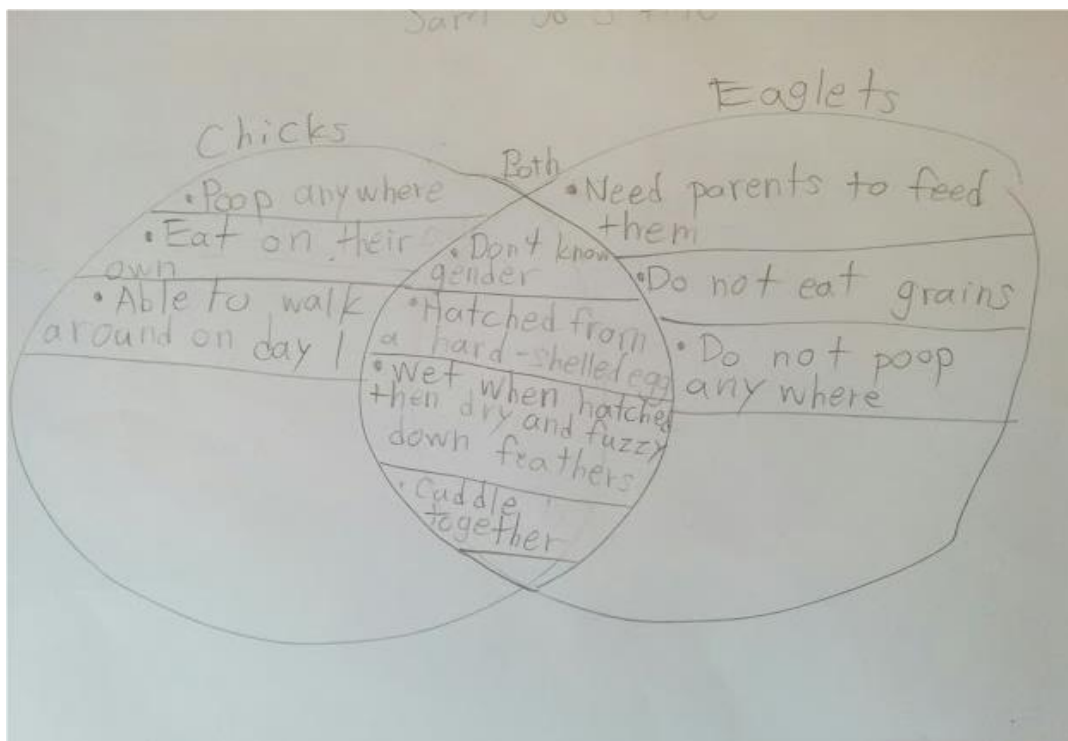 Chicks
• Poop anywhere
• Eat on their
own
• Able to walk
around on day 1
Both
• Don't know
gender
• Hatched from
a hard-shelled egg
• Wet when hatched
then dry and fuzzy
down feathers
• Cuddle
together
Eaglets
• Need parents to feed
them
• Do not eat grains
• Do not poop
any where